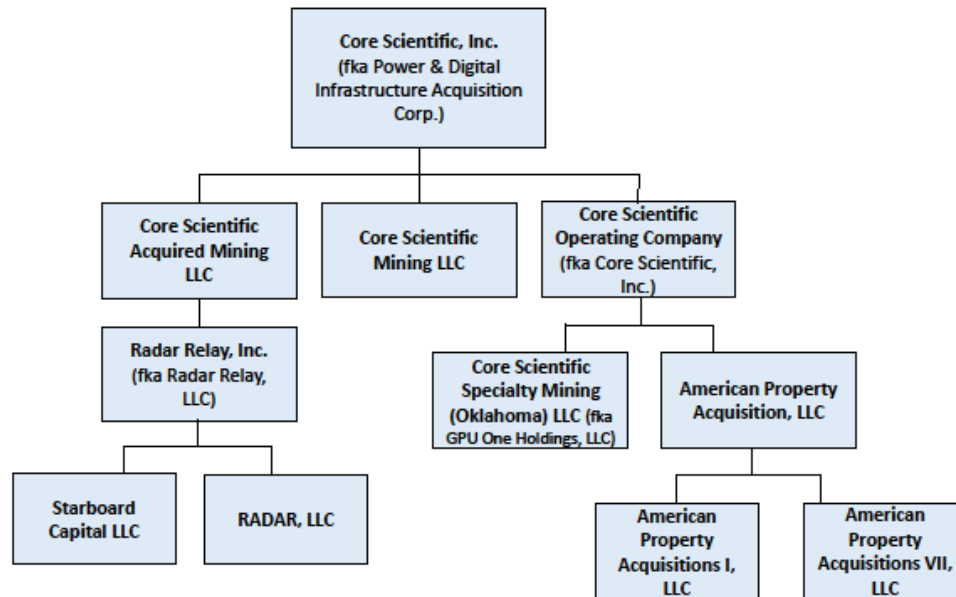 Core Scientific, Inc.
(fka Power & Digital
Infrastructure Acquisition
Corp.)
Core Scientific
Acquired Mining
LLC
Core Scientific
Mining LLC
Core Scientific
Operating Company
(fka Core Scientific,
Inc.)
Radar Relay, Inc.
(fka Radar Relay,
LLC)
Core Scientific
Specialty Mining
(Oklahoma) LLC (fka
GPU One Holdings, LLC)
American Property
Acquisition, LLC
Starboard
Capital LLC
RADAR, LLC
American
Property
Acquisitions I,
LLC
American
Property
Acquisitions VII,
LLC